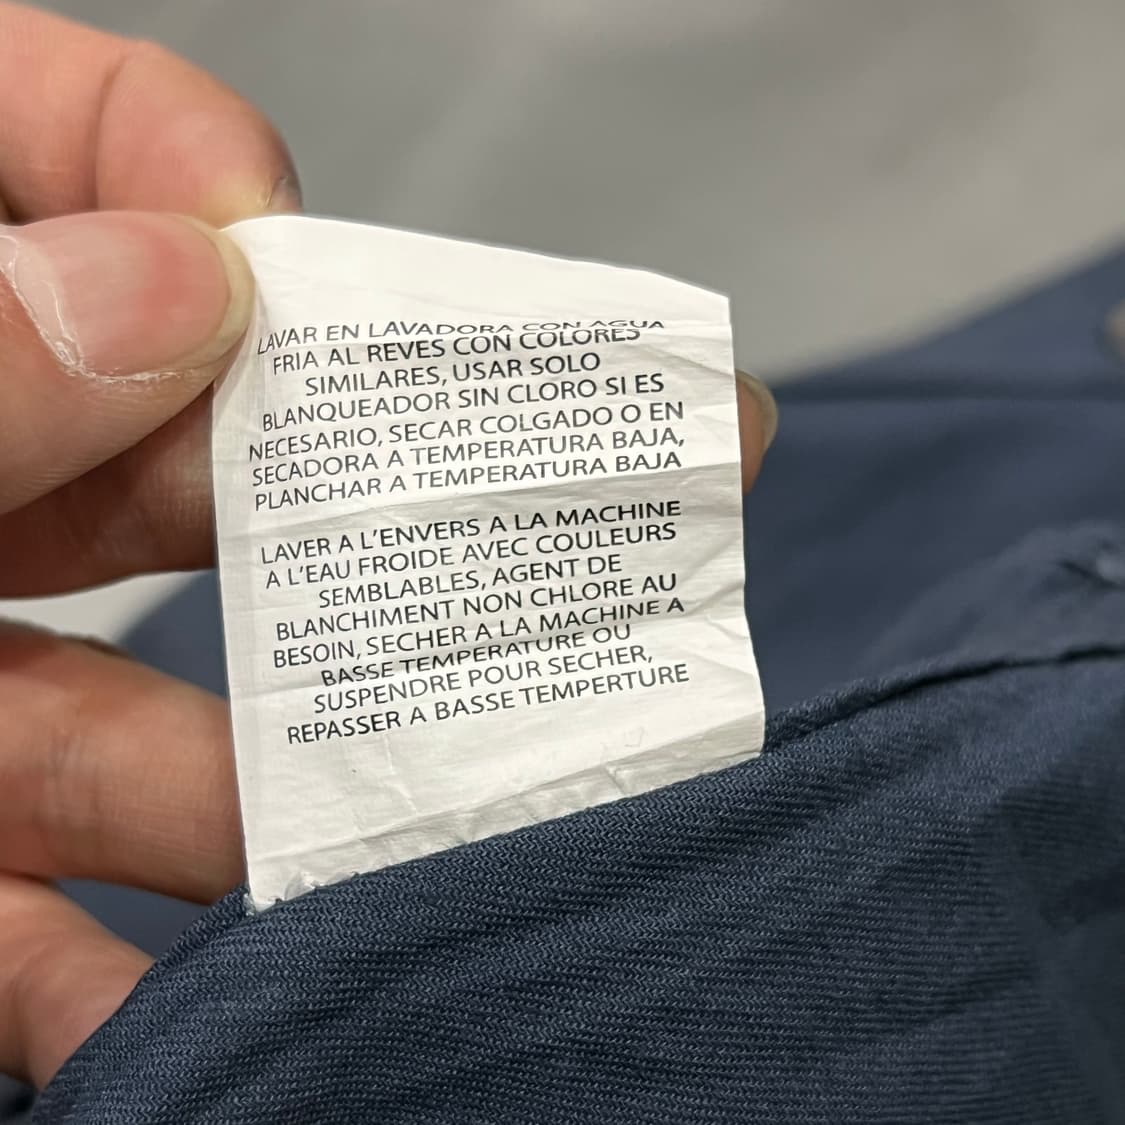 LAVAR EN LAVADORA CON AGUA
FRIA AL REVES CON COLORES
SIMILARES, USAR SOLO
BLANQUEADOR SIN CLORO SI ES
NECESARIO, SECAR COLGADO O EN
SECADORA A TEMPERATURA BAJA,
PLANCHAR A TEMPERATURA BAJA
LAVER A L'ENVERS A LA MACHINE
A L'EAU FROIDE AVEC COULEURS
SEMBLABLES, AGENT DE
BLANCHIMENT NON CHLORE AU
BESOIN, SECHER A LA MACHINE A
BASSE TEMPERATURE OU
SUSPENDRE POUR SECHER,
REPASSER A BASSE TEMPERTURE